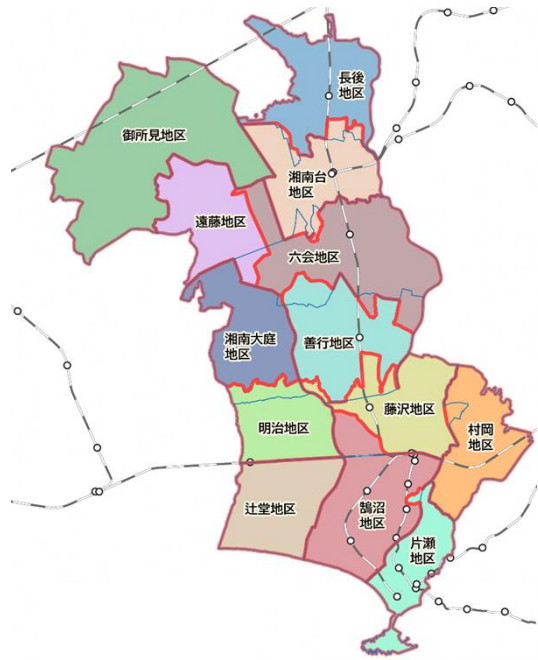 長後
地区
御所見地区
湘南台
地区
遠藤地区
六会地区
湘南大庭
地区
善行地区
藤沢地区
村岡
地区
明治地区
辻堂地区
鵠沼
地区
片瀬
地区